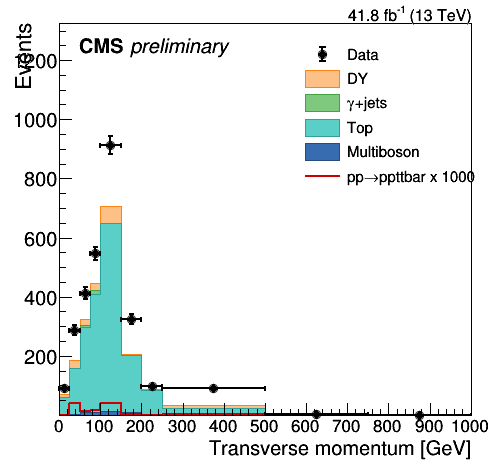 41.8 fb⁻¹ (13 TeV)
Events
CMS preliminary
Data
DY
γ+jets
Top
Multiboson
pp→ppttbar x 1000
1200
1000
800
600
400
200
0 100 200 300 400 500 600 700 800 900 1000
Transverse momentum [GeV]